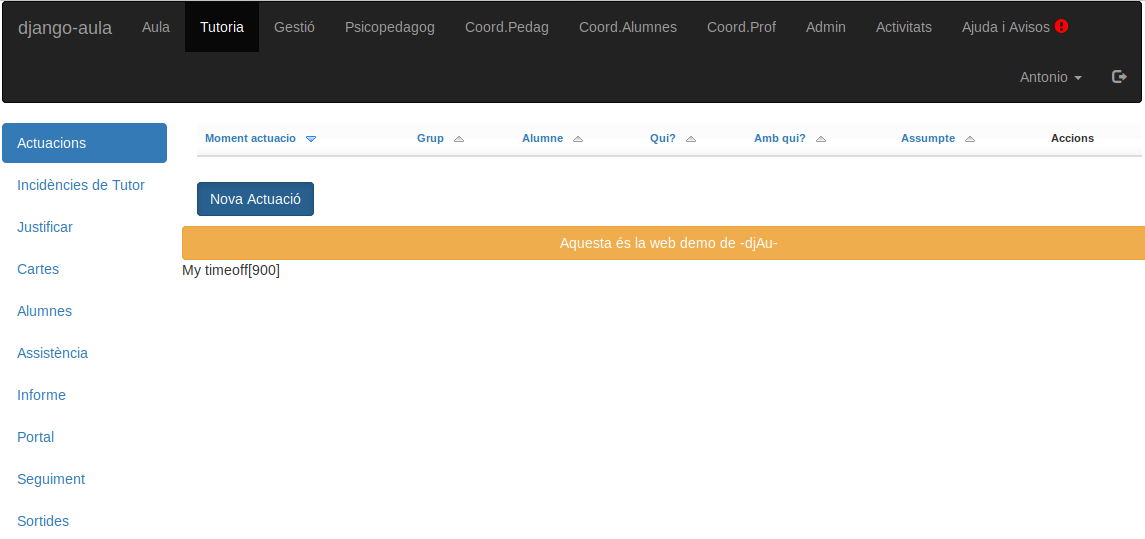 django-aula Aula Tutoria Gestió Psicopedagog Coord.Pedag Coord.Alumnes Coord.Prof Admin Activitats Ajuda i Avisos
Antonio
Actuacions
Incidències de Tutor
Justificar
Cartes
Alumnes
Assistència
Informe
Portal
Seguiment
Sortides
Moment actuacio Grup Alumne Qui? Amb qui? Assumpte Accions
Nova Actuació
Aquesta és la web demo de -djAu-
My timeoff[900]